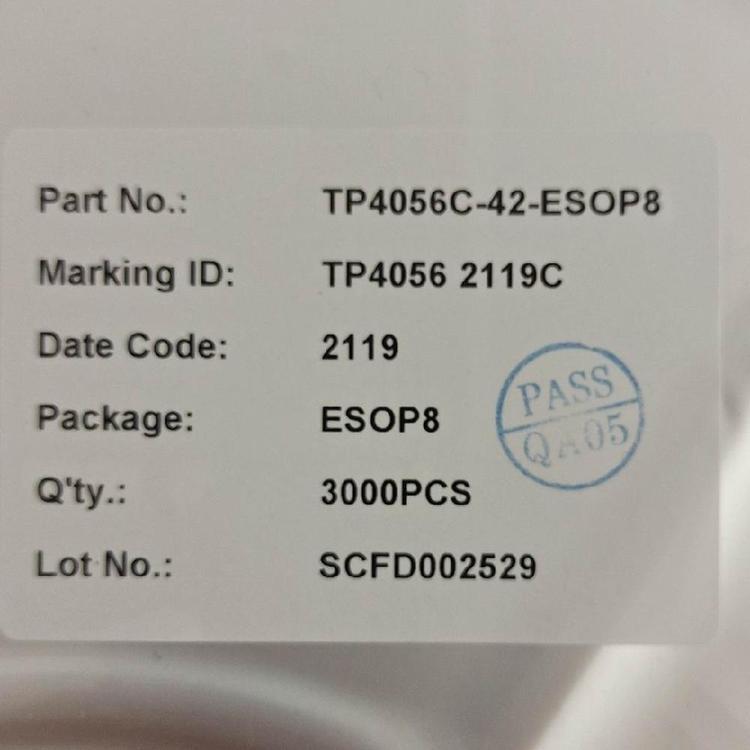 Part No.: TP4056C-42-ESOP8
Marking ID: TP4056 2119C
Date Code: 2119
Package: ESOP8
Q'ty.: 3000PCS
Lot No.: SCFD002529
PASS
QA05